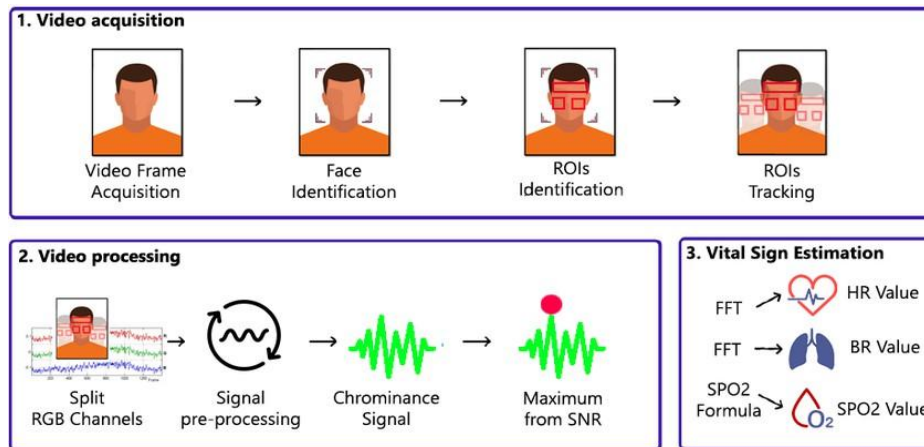 1. Video acquisition
Video Frame
Acquisition
Face
Identification
ROIs
Identification
ROIs
Tracking
2. Video processing
Split
RGB Channels
Signal
pre-processing
Chrominance
Signal
Maximum
from SNR
3. Vital Sign Estimation
FFT
HR Value
FFT
BR Value
SPO2
Formula
O2
SPO2 Value